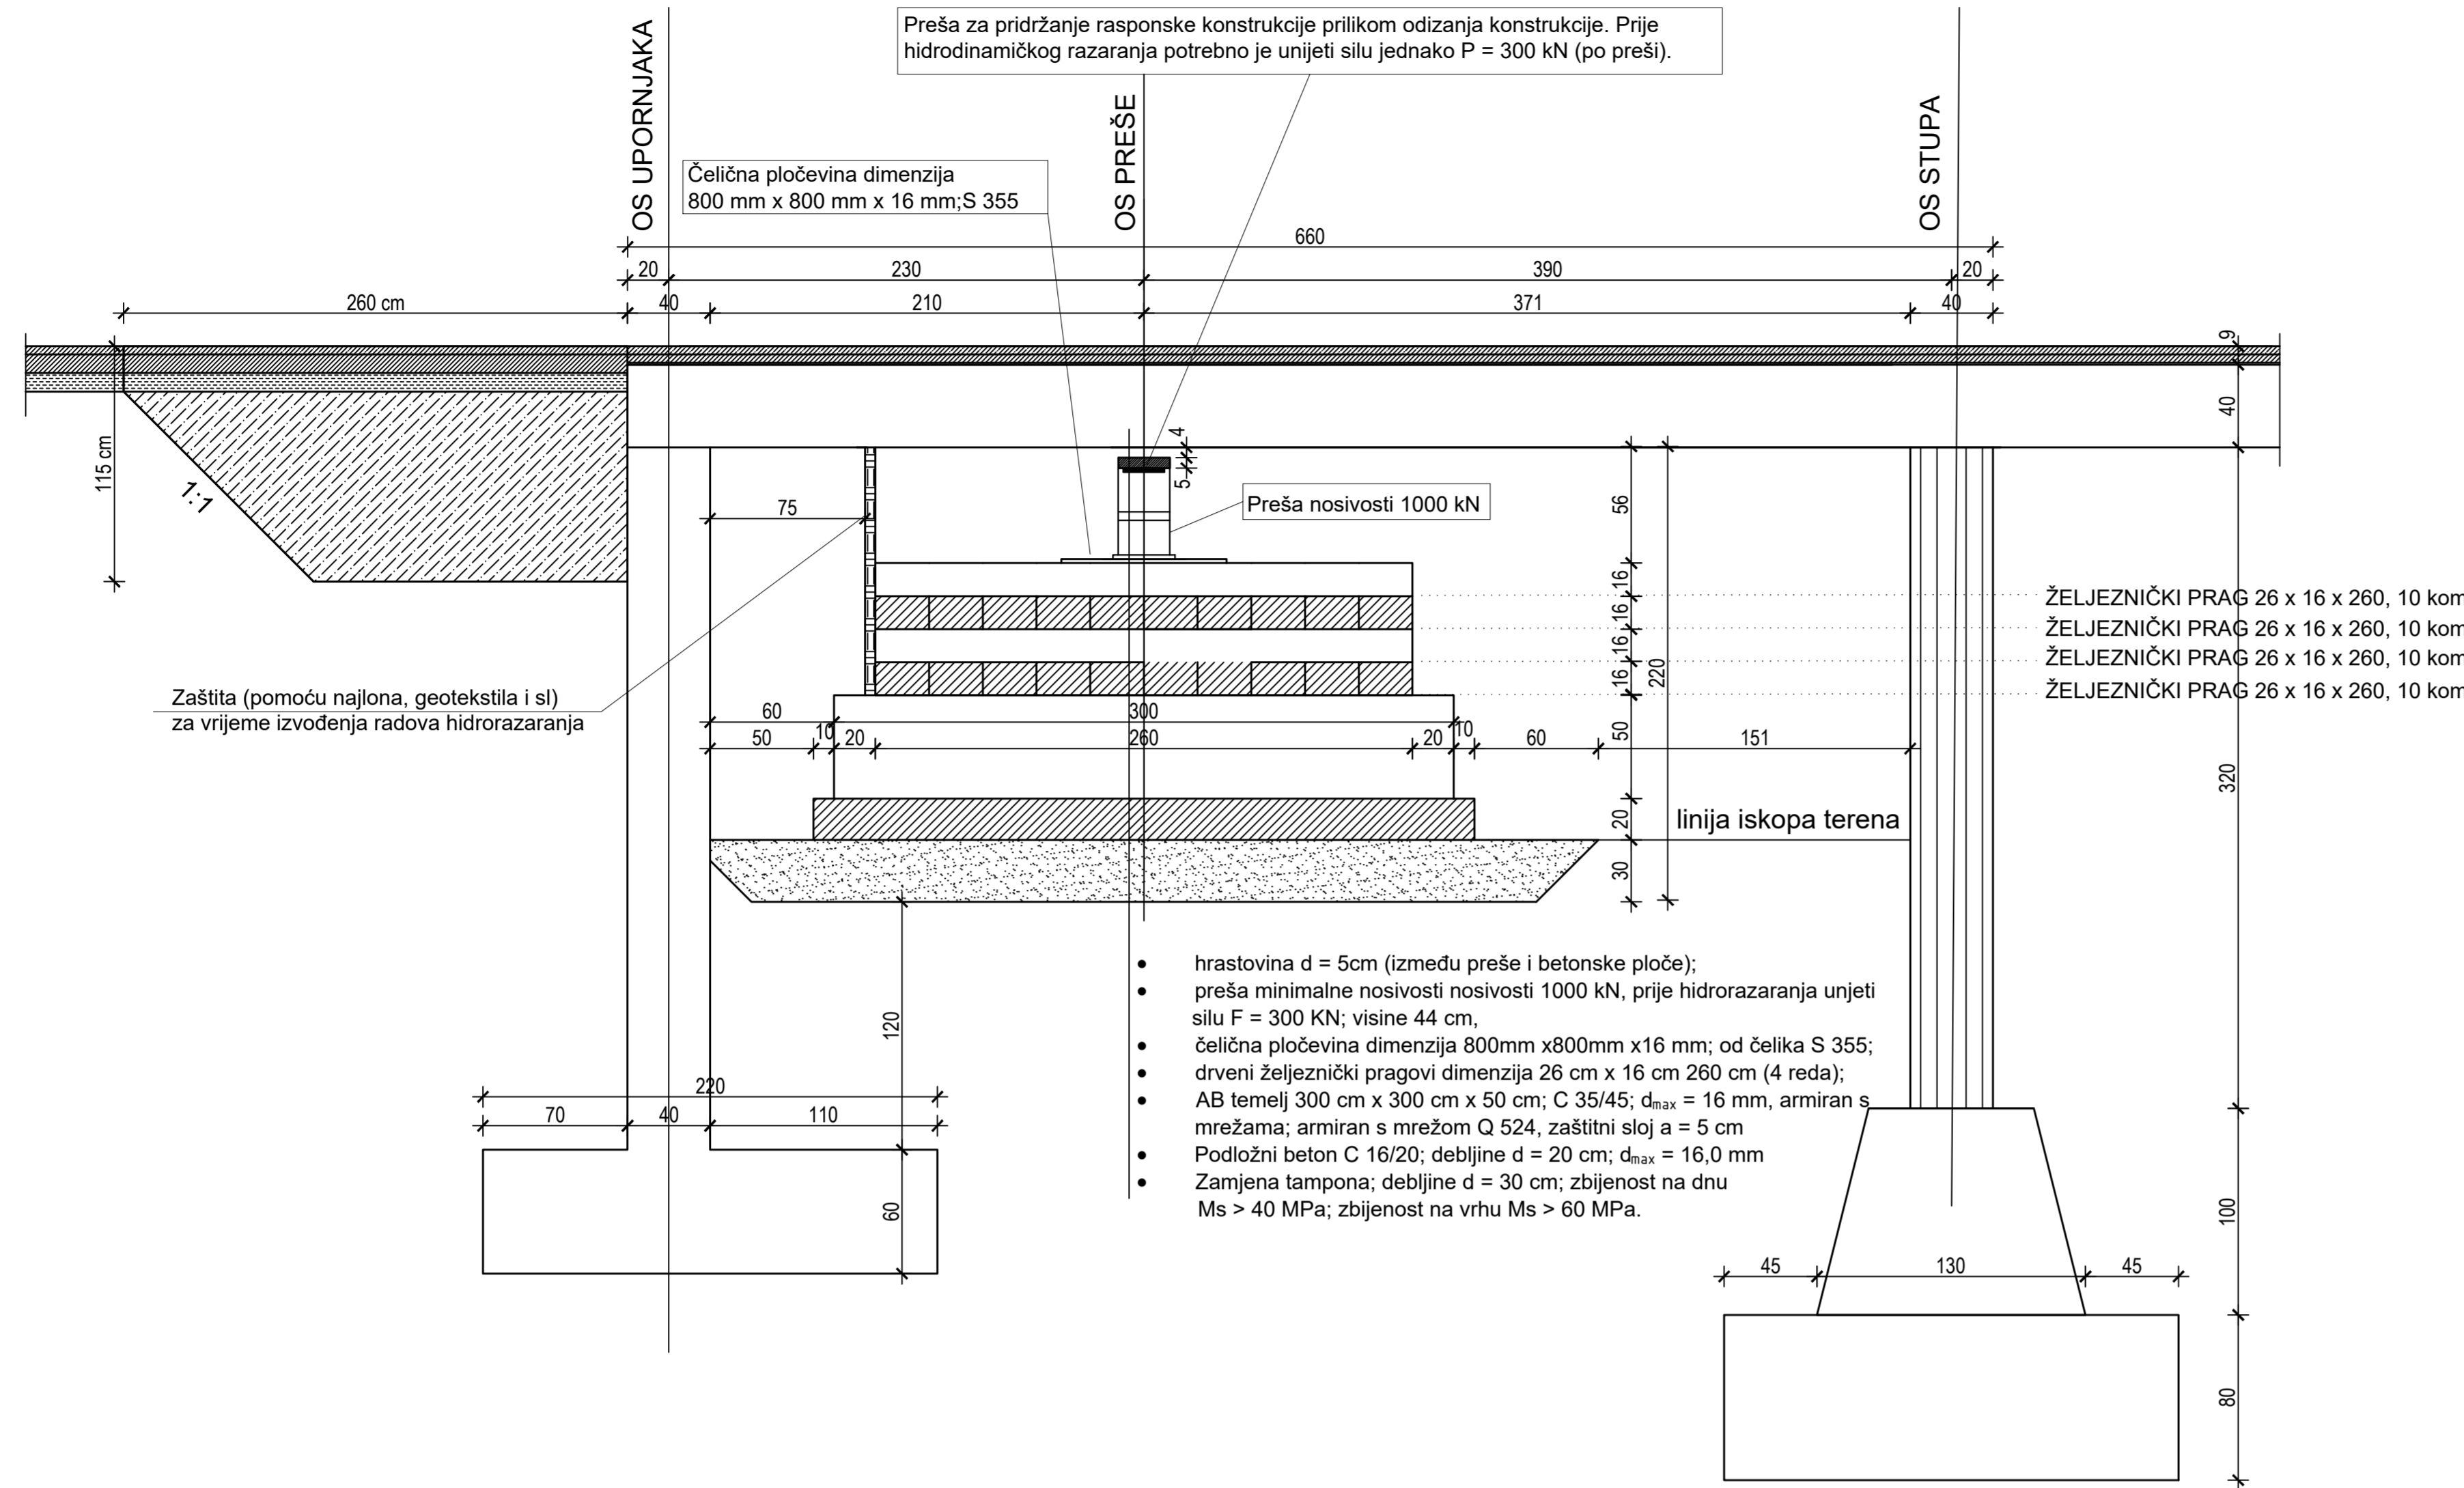 Preša za pridržanje rasponske konstrukcije prilikom odizanja konstrukcije. Prije
hidrodinamičkog razaranja potrebno je unijeti silu jednako P = 300 kN (po preši).
OS UPORNJAKA
OS PREŠE
OS STUPA
Čelična pločevina dimenzija
800 mm x 800 mm x 16 mm;S 355
660
20
230
390
20
260 cm
40
210
371
40
9
40
115 cm
1:1
4
5
75
Preša nosivosti 1000 kN
56
16
16
16
16
220
ŽELJEZNIČKI PRAG 26 x 16 x 260, 10 kom
ŽELJEZNIČKI PRAG 26 x 16 x 260, 10 kom
ŽELJEZNIČKI PRAG 26 x 16 x 260, 10 kom
ŽELJEZNIČKI PRAG 26 x 16 x 260, 10 kom
Zaštita (pomoću najlona, geotekstila i sl)
za vrijeme izvođenja radova hidrorazaranja
60
300
50
10
20
260
20
10
60
50
151
320
20
linija iskopa terena
30
• hrastovina d = 5cm (između preše i betonske ploče);
• preša minimalne nosivosti nosivosti 1000 kN, prije hidrorazaranja unjeti
silu F = 300 KN; visine 44 cm,
• čelična pločevina dimenzija 800mm x800mm x16 mm; od čelika S 355;
• drveni željeznički pragovi dimenzija 26 cm x 16 cm 260 cm (4 reda);
• AB temelj 300 cm x 300 cm x 50 cm; C 35/45; dmax = 16 mm, armiran s
mrežama; armiran s mrežom Q 524, zaštitni sloj a = 5 cm
• Podložni beton C 16/20; debljine d = 20 cm; dmax = 16,0 mm
• Zamjena tampona; debljine d = 30 cm; zbijenost na dnu
Ms > 40 MPa; zbijenost na vrhu Ms > 60 MPa.
120
220
70
40
110
60
100
45
130
45
80